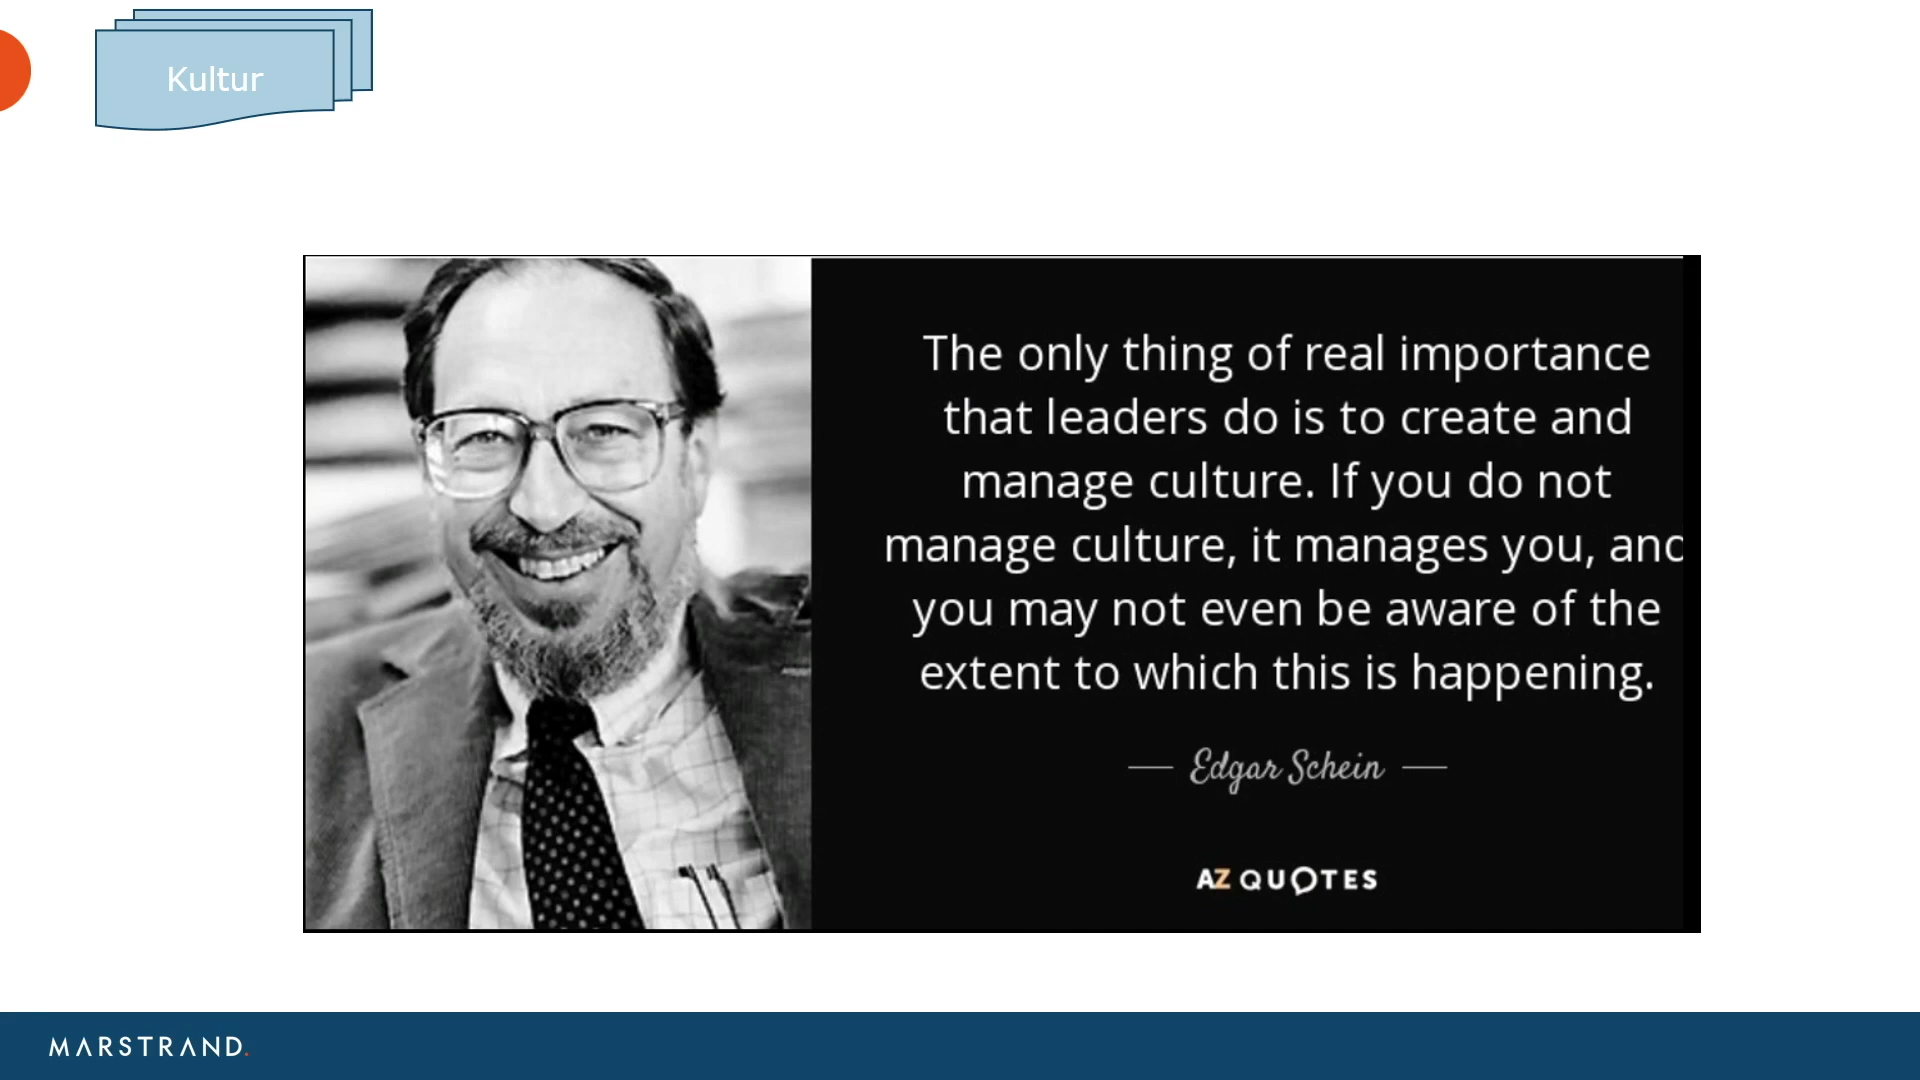 Kultur
The only thing of real importance
that leaders do is to create and
manage culture. If you do not
manage culture, it manages you, and
you may not even be aware of the
extent to which this is happening.
Edgar Schein
AZ QUOTES
MARSTRAND.